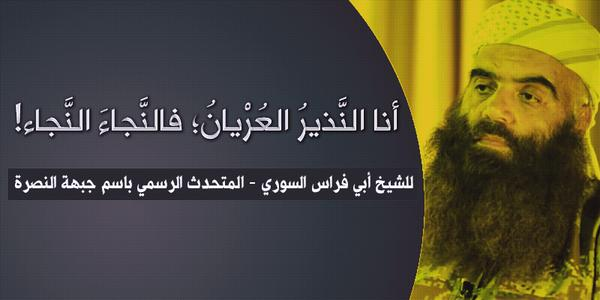 أنا النَّذيرُ العُرْيانُ؛ فالنَّجاءَ النَّجاء!
للشيخ أبي فراس السوري - المتحدث الرسمي باسم جبهة النصرة